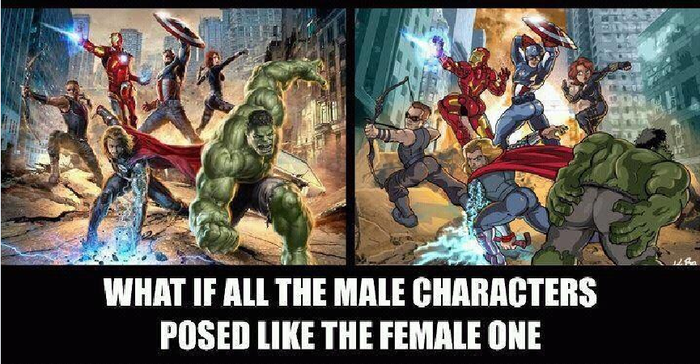 WHAT IF ALL THE MALE CHARACTERS
POSED LIKE THE FEMALE ONE